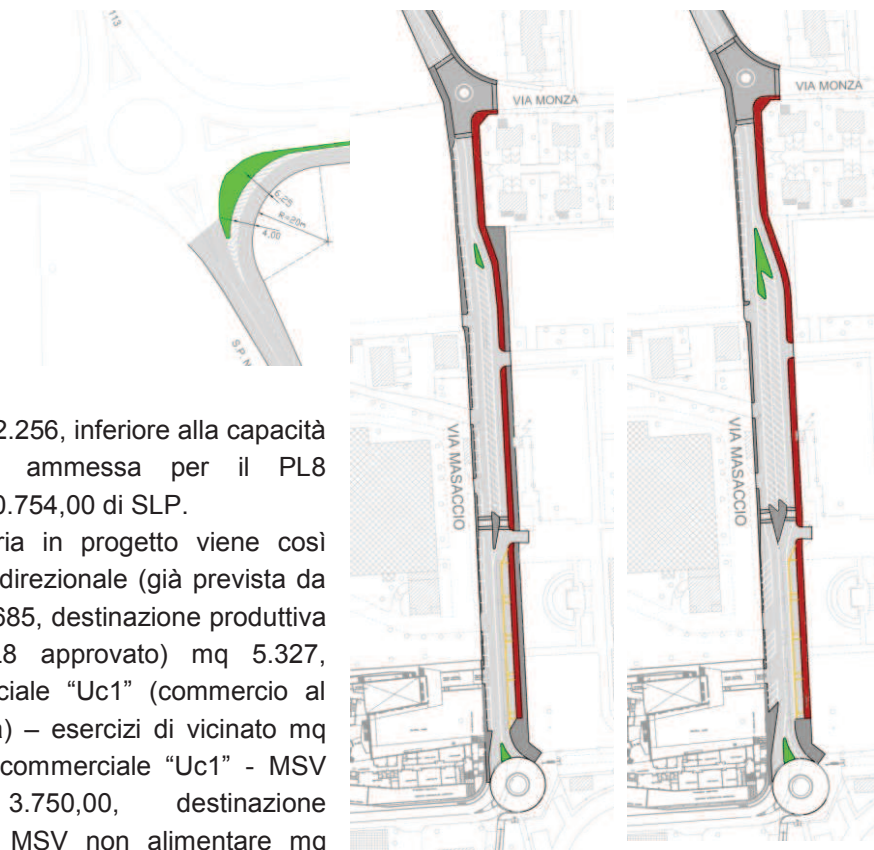 113
6.25
R=20m
4.00
S.P. N
VIA MONZA
VIA MASACCIO
VIA MONZA
VIA MASACCIO
2.256, inferiore alla capacità
ammessa per il PL8
0.754,00 di SLP.
ria in progetto viene così
direzionale (già prevista da
685, destinazione produttiva
L8 approvato) mq 5.327,
ciale “Uc1” (commercio al
a) – esercizi di vicinato mq
commerciale “Uc1” - MSV
3.750,00, destinazione
MSV non alimentare mq